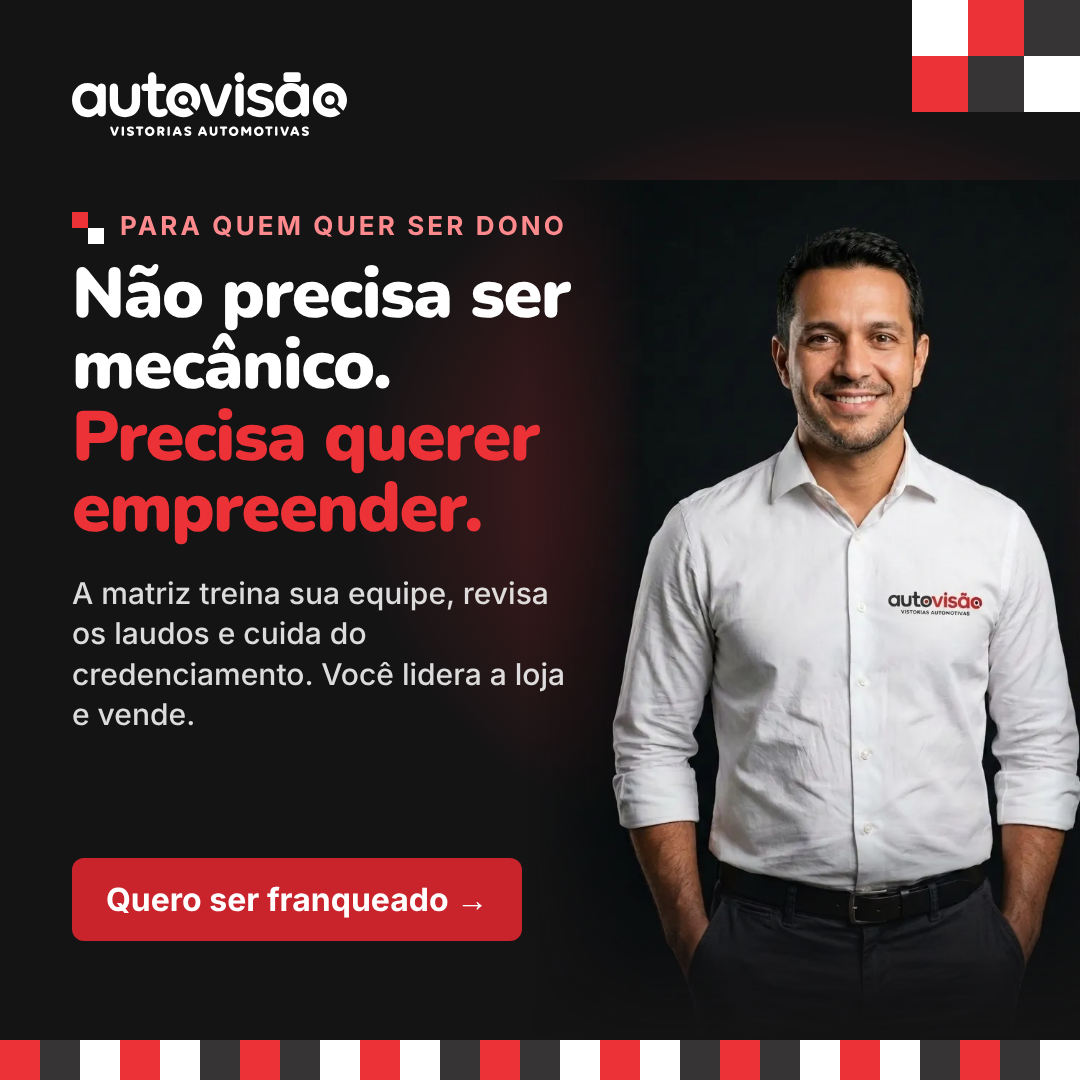 autovisão
VISTORIAS AUTOMOTIVAS
PARA QUEM QUER SER DONO
Não precisa ser
mecânico.
Precisa querer
empreender.
A matriz treina sua equipe, revisa
os laudos e cuida do
credenciamento. Você lidera a loja
e vende.
autovisão
VISTORIAS AUTOMOTIVAS
Quero ser franqueado →